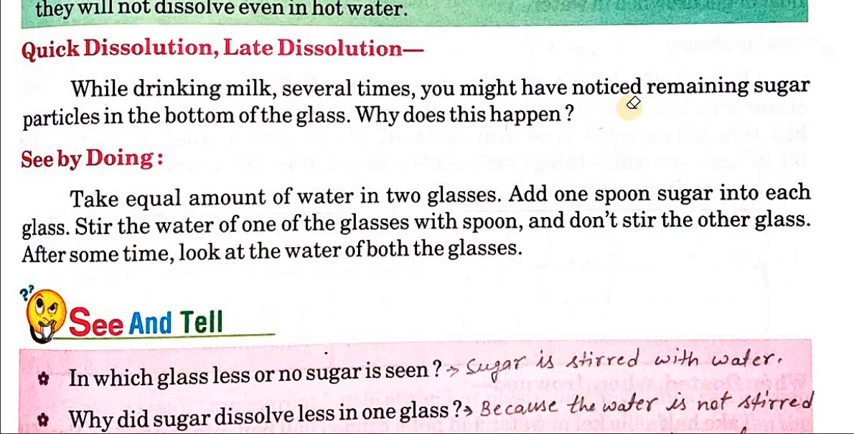 they will not dissolve even in hot water.
Quick Dissolution, Late Dissolution—
While drinking milk, several times, you might have noticed remaining sugar
particles in the bottom of the glass. Why does this happen ?
See by Doing :
Take equal amount of water in two glasses. Add one spoon sugar into each
glass. Stir the water of one of the glasses with spoon, and don't stir the other glass.
After some time, look at the water of both the glasses.
??
See And Tell
In which glass less or no sugar is seen ? → Sugar is stirred with water.
Why did sugar dissolve less in one glass ? → Because the water is not stirred